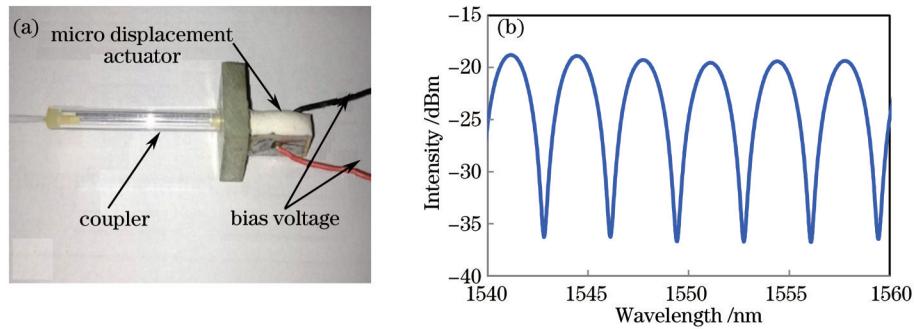 (a)
micro displacement
actuator
coupler
bias voltage
(b)
Intensity /dBm
−15
−20
−25
−30
−35
−40
1540
1545
1550
1555
1560
Wavelength /nm